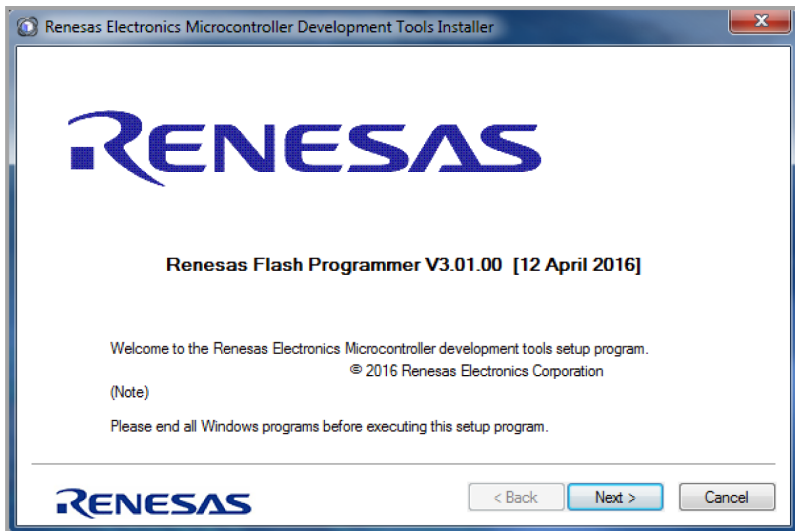 Renesas Electronics Microcontroller Development Tools Installer
RENESAS
Renesas Flash Programmer V3.01.00 [12 April 2016]
Welcome to the Renesas Electronics Microcontroller development tools setup program.
© 2016 Renesas Electronics Corporation
(Note)
Please end all Windows programs before executing this setup program.
RENESAS
< Back Next > Cancel